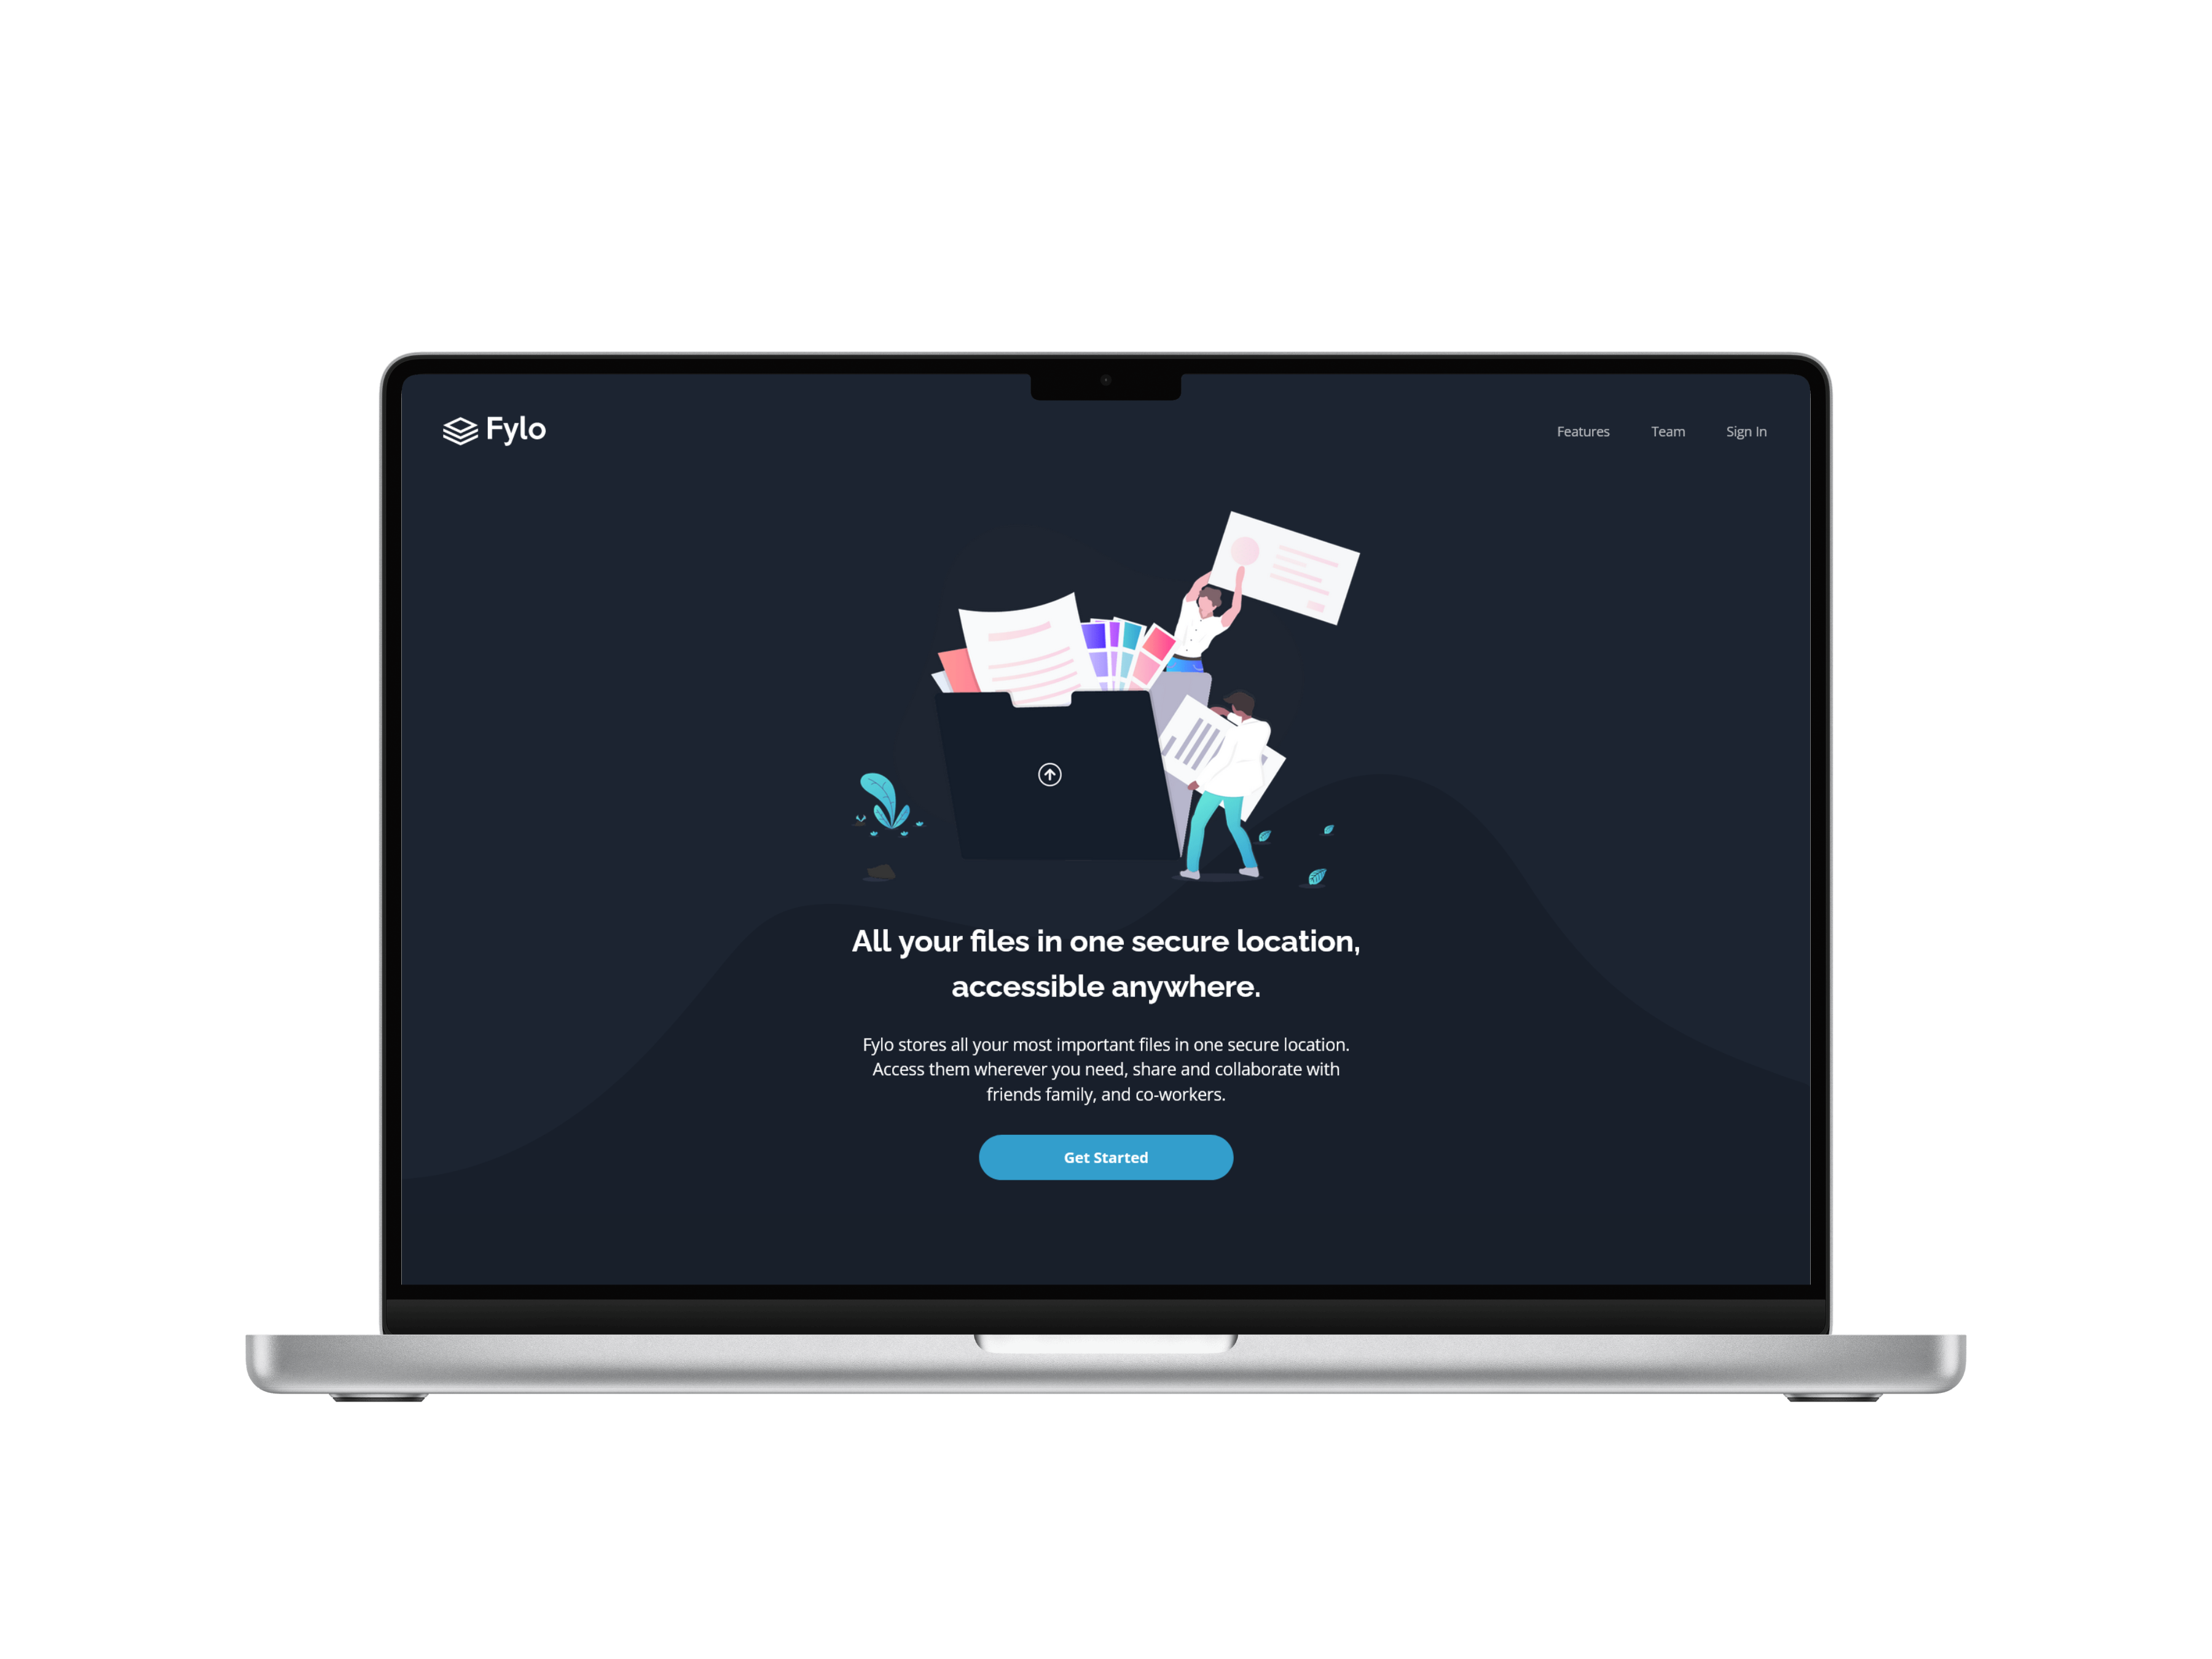 Fylo
Features
Team
Sign In
All your files in one secure location,
accessible anywhere.
Fylo stores all your most important files in one secure location.
Access them wherever you need, share and collaborate with
friends family, and co-workers.
Get Started